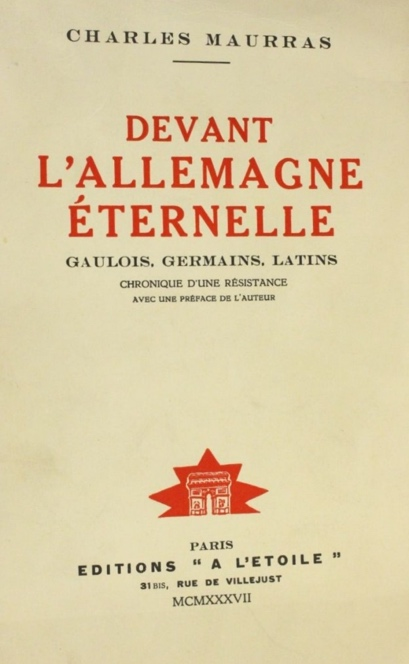 CHARLES MAURRAS
DEVANT
L'ALLEMAGNE
ÉTERNELLE
GAULOIS, GERMAINS, LATINS
CHRONIQUE D'UNE RÉSISTANCE
AVEC UNE PRÉFACE DE L'AUTEUR
PARIS
EDITIONS “ A L'ETOILE ”
31 BIS, RUE DE VILLEJUST
MCMXXXVII